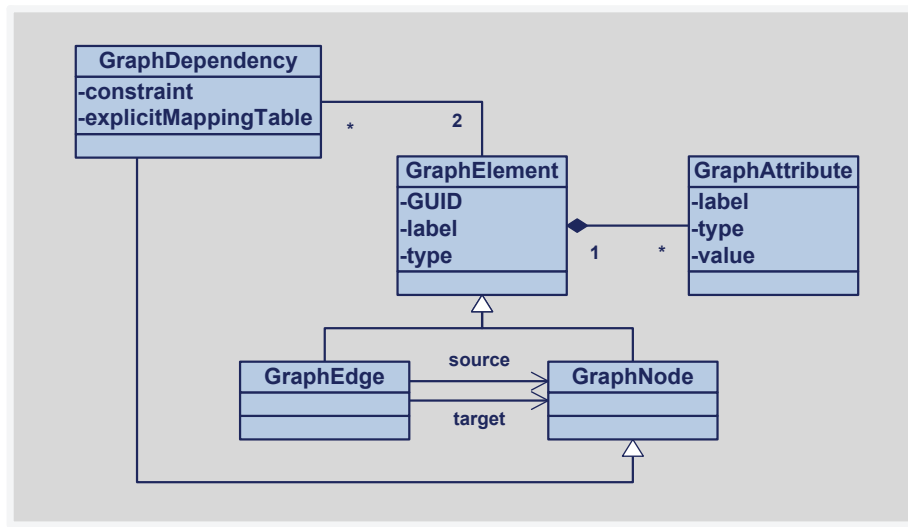 GraphDependency
-constraint
-explicitMappingTable
*
2
GraphElement
-GUID
-label
-type
1
*
GraphAttribute
-label
-type
-value
GraphEdge
source
target
GraphNode